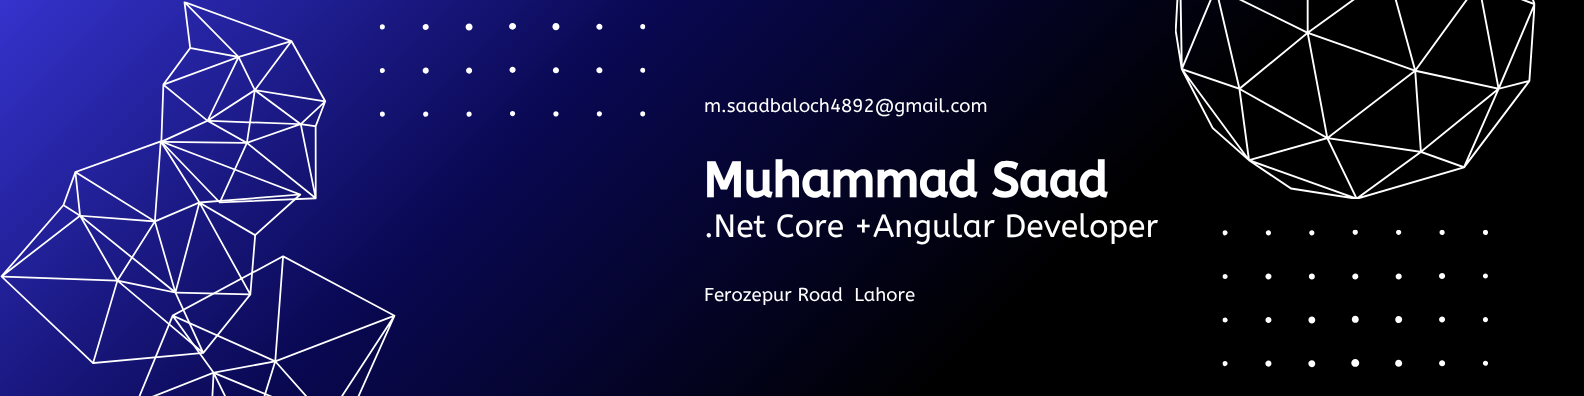 m.saadbaloch4892@gmail.com
Muhammad Saad
.Net Core +Angular Developer
Ferozepur Road  Lahore